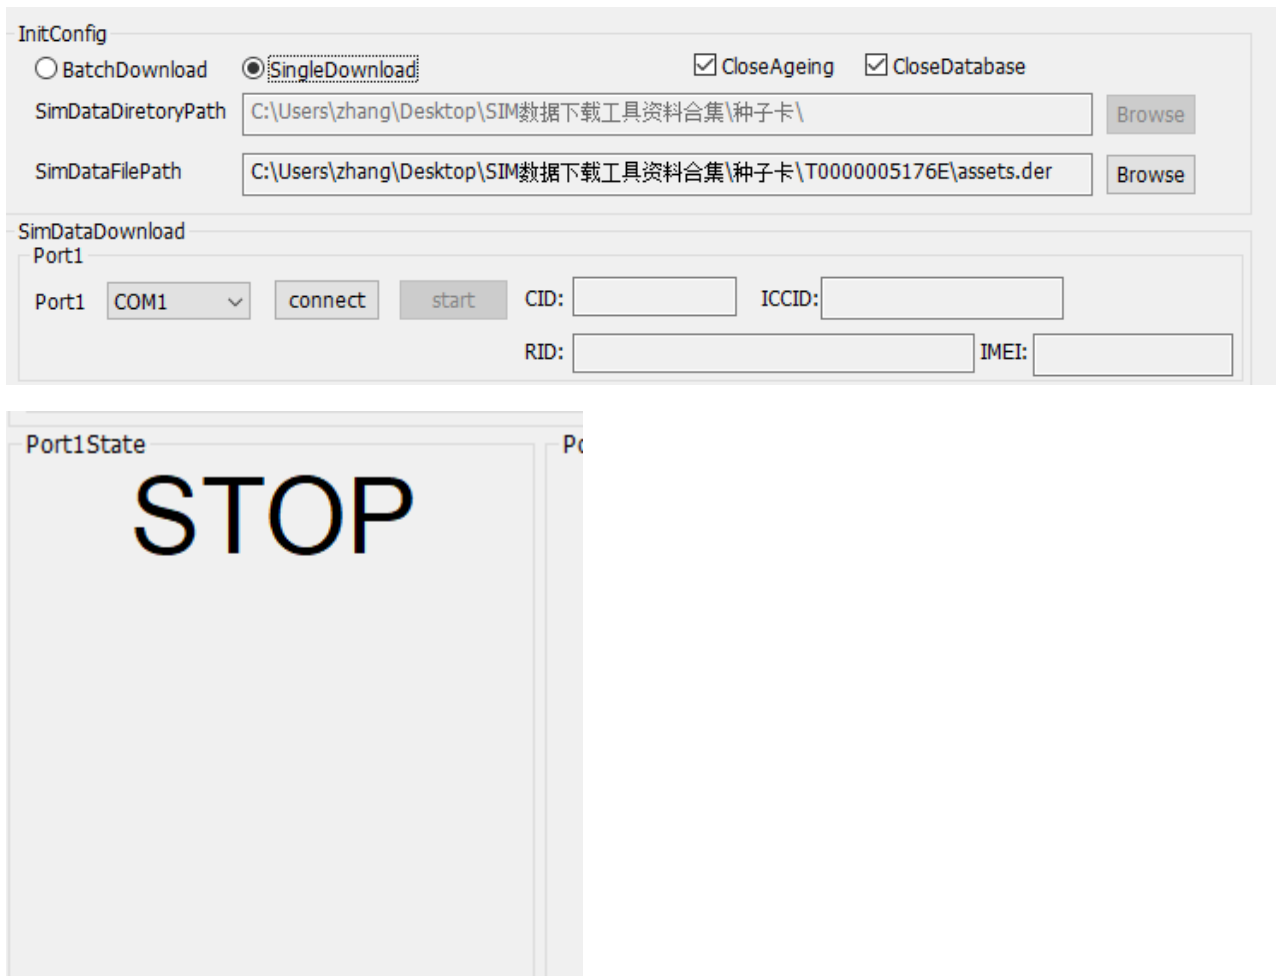 InitConfig
BatchDownload SingleDownload CloseAgeing CloseDatabase
SimDataDiretoryPath C:\Users\zhang\Desktop\SIM数据下载工具资料合集\种子卡\ Browse
SimDataFilePath C:\Users\zhang\Desktop\SIM数据下载工具资料合集\种子卡\T0000005176E\assets.der Browse
SimDataDownload
Port1
Port1 COM1 connect start CID: ICCID:
RID: IMEI:
Port1State
STOP